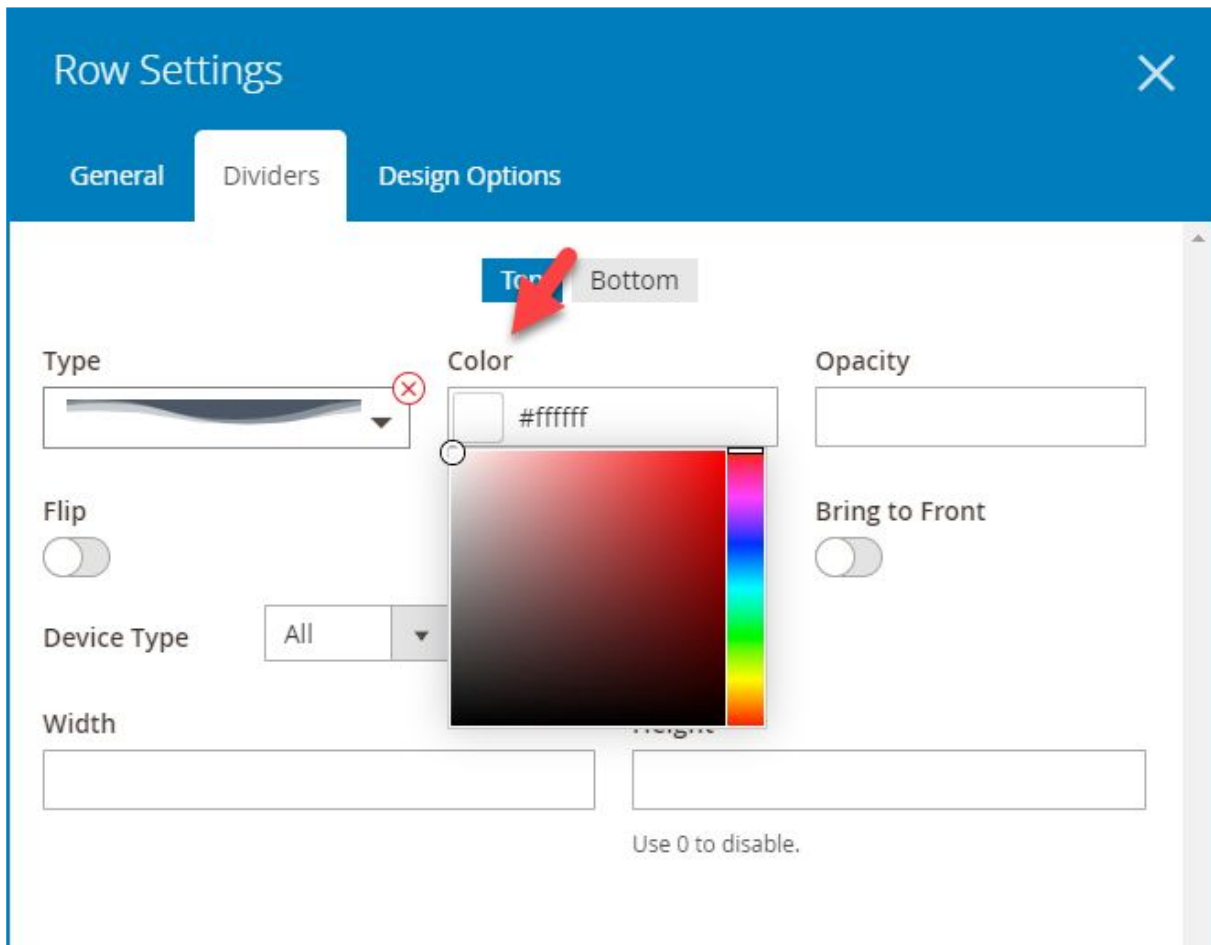 Row Settings
General Dividers Design Options
Bottom
Type Color Opacity
#ffffff
Flip Bring to Front
Device Type All
Width Height
Use 0 to disable.